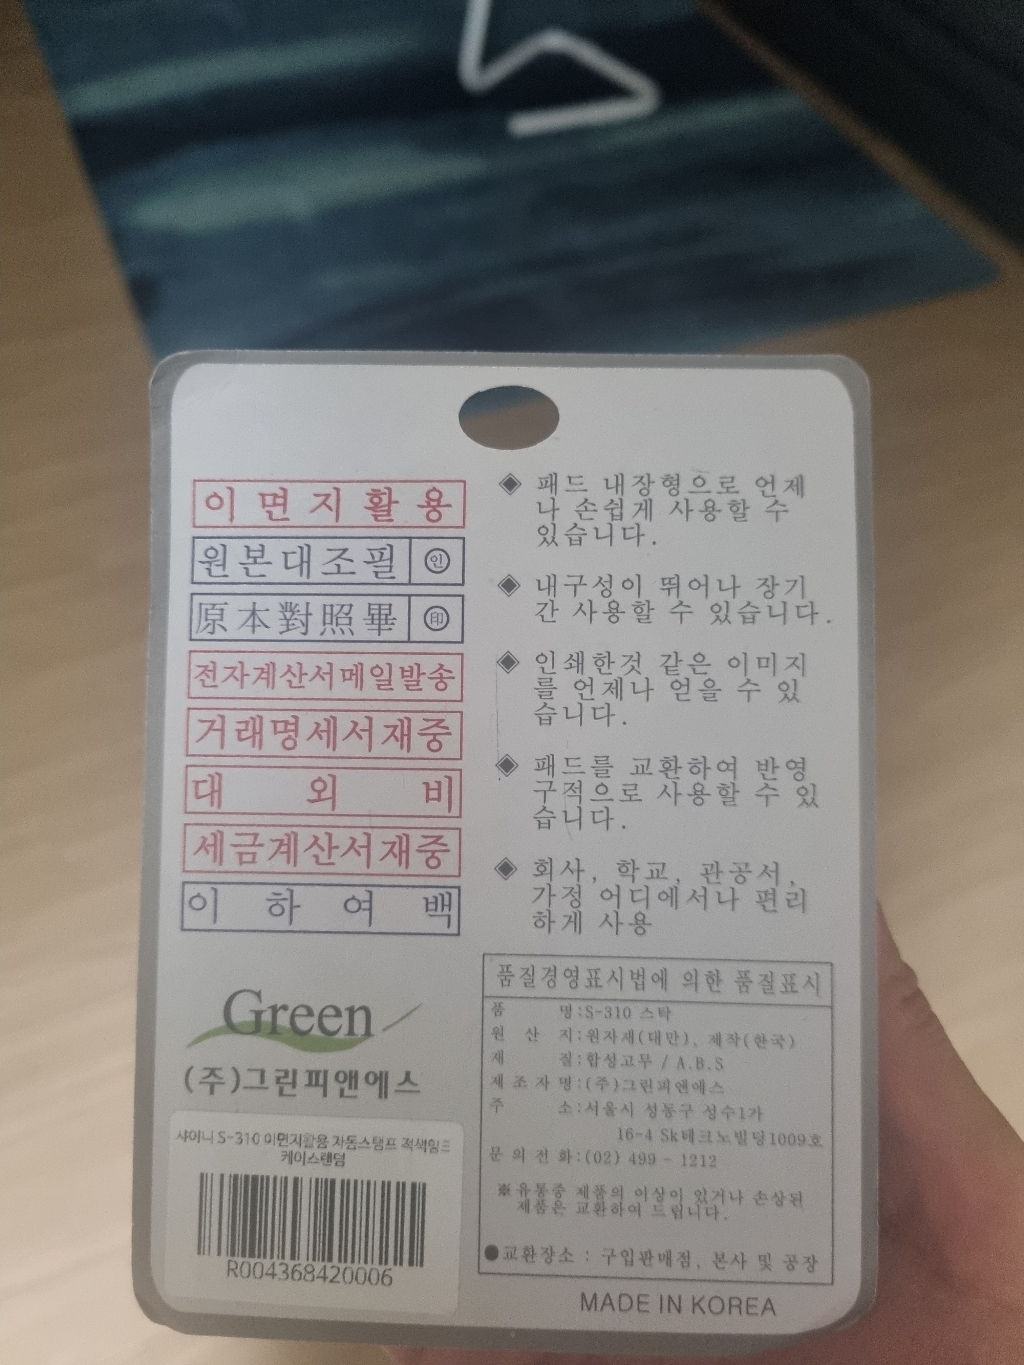 이면지활용
원본대조필 인
原本對照畢 印
전자계산서메일발송
거래명세서재중
대 외 비
세금계산서재중
이 하 여 백
◈ 패드 내장형으로 언제
나 손쉽게 사용할 수
있습니다.
◈ 내구성이 뛰어나 장기
간 사용할 수 있습니다.
◈ 인쇄한것 같은 이미지
를 언제나 얻을 수 있
습니다.
◈ 패드를 교환하여 반영
구적으로 사용할 수 있
습니다.
◈ 회사, 학교, 관공서,
가정 어디에서나 편리
하게 사용
Green
(주)그린피앤에스
샤이니 S-310 이면지활용 자동스탬프 적색잉크
케이스랜덤
R004368420006
품질경영표시법에 의한 품질표시
품 명:S-310 스탁
원 산 지:원자재(대만), 제작(한국)
재 질:합성고무 / A.B.S
제 조 자 명:(주)그린피앤에스
주 소:서울시 성동구 성수1가
16-4 Sk테크노빌딩1009호
문 의 전 화:(02) 499 - 1212
※ 유통중 제품의 이상이 있거나 손상된
제품은 교환하여 드립니다.
●교환장소 : 구입판매점, 본사 및 공장
MADE IN KOREA